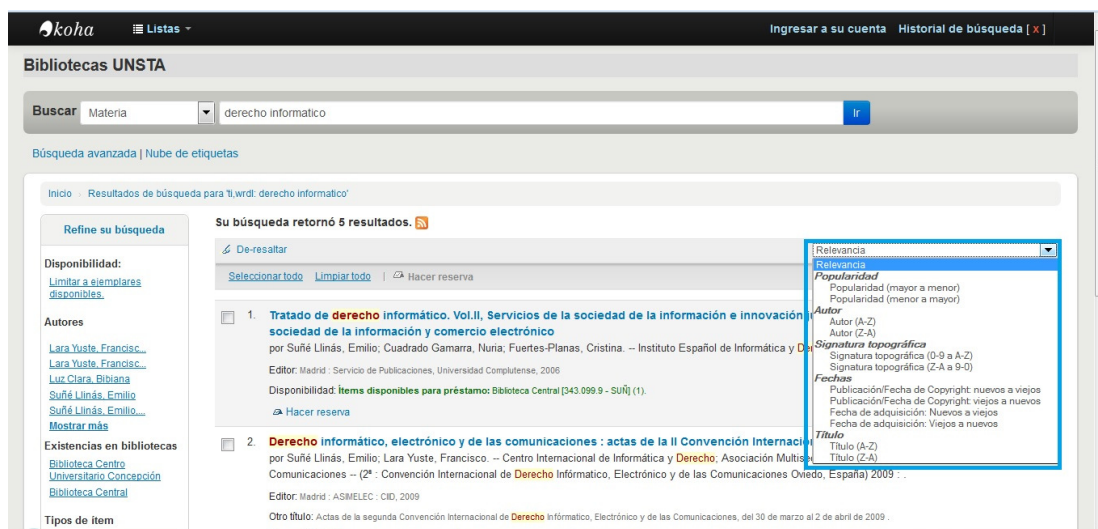 koha Listas Ingresar a su cuenta Historial de búsqueda [ x ]
Bibliotecas UNSTA
Buscar Materia derecho informatico Ir
Búsqueda avanzada | Nube de etiquetas
Inicio › Resultados de búsqueda para 'ti,wrdl: derecho informatico'
Refine su búsqueda
Disponibilidad:
Limitar a ejemplares
disponibles.
Autores
Lara Yuste, Francisc...
Lara Yuste, Francisc...
Luz Clara, Bibiana
Suñé Llinás, Emilio
Suñé Llinás, Emilio,...
Mostrar más
Existencias en bibliotecas
Biblioteca Centro
Universitario Concepción
Biblioteca Central
Tipos de ítem
Su búsqueda retornó 5 resultados.
De-resaltar
Seleccionar todo Limpiar todo | Hacer reserva
1. Tratado de derecho informático. Vol.II, Servicios de la sociedad de la información e innovación
sociedad de la información y comercio electrónico
por Suñé Llinás, Emilio; Cuadrado Gamarra, Nuria; Fuertes-Planas, Cristina. -- Instituto Español de Informática y
Editor: Madrid : Servicio de Publicaciones, Universidad Complutense, 2006
Disponibilidad: Ítems disponibles para préstamo: Biblioteca Central [343.099.9 - SUÑ] (1).
Hacer reserva
2. Derecho informático, electrónico y de las comunicaciones : actas de la II Convención
por Suñé Llinás, Emilio; Lara Yuste, Francisco. -- Centro Internacional de Informática y Derecho; Asociación
Comunicaciones -- (2ª : Convención Internacional de Derecho Infórmatico, Electrónico y de las Comunicaciones Oviedo, España) 2009 : .
Editor: Madrid : ASIMELEC : CIID, 2009
Otro título: Actas de la segunda Convención Internacional de Derecho Infórmatico, Electrónico y de las Comunicaciones, del 30 de marzo al 2 de abril de 2009 .
Relevancia
Relevancia
Popularidad
Popularidad (mayor a menor)
Popularidad (menor a mayor)
Autor
Autor (A-Z)
Autor (Z-A)
Signatura topográfica
Signatura topográfica (0-9 a A-Z)
Signatura topográfica (Z-A a 9-0)
Fechas
Publicación/Fecha de Copyright: nuevos a viejos
Publicación/Fecha de Copyright: viejos a nuevos
Fecha de adquisición: Nuevos a viejos
Fecha de adquisición: Viejos a nuevos
Título
Título (A-Z)
Título (Z-A)